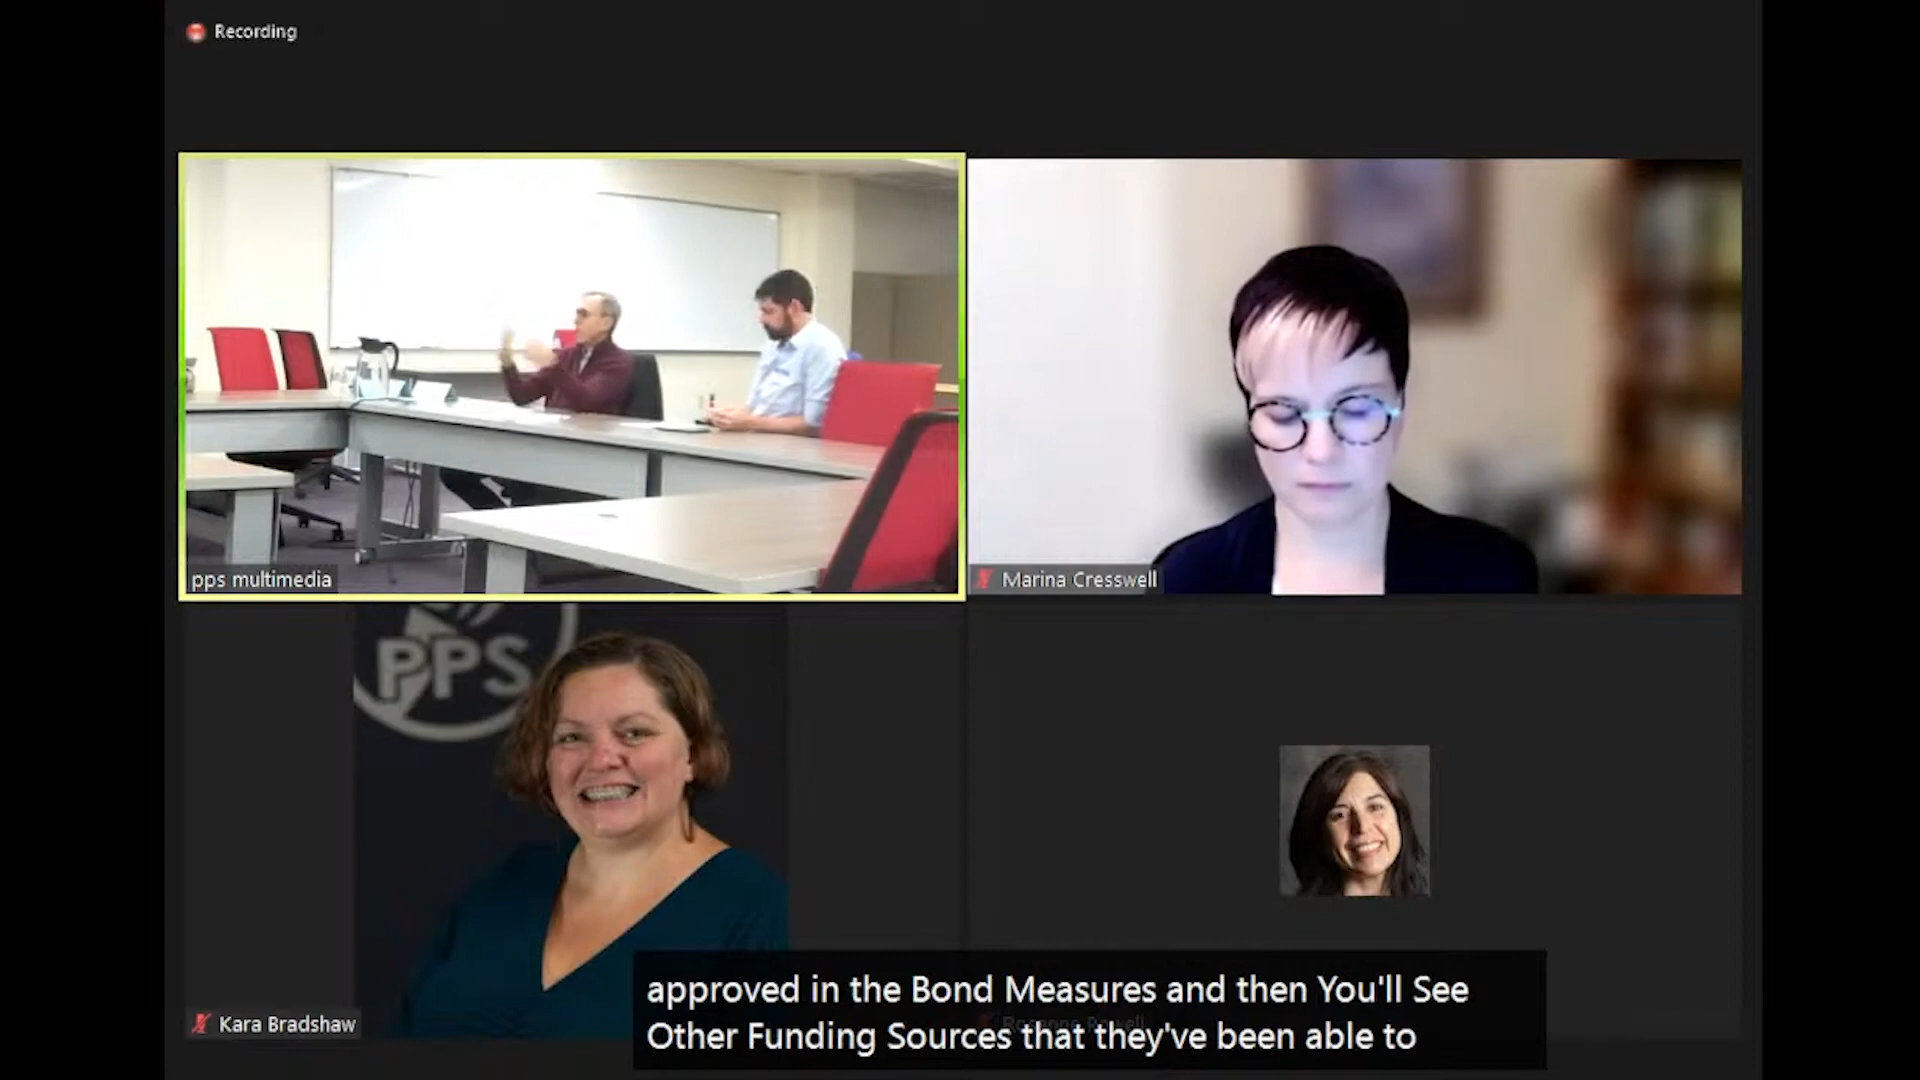 Recording
pps multimedia
Marina Cresswell
PPS
Kara Bradshaw
approved in the Bond Measures and then You'll See
Other Funding Sources that they've been able to